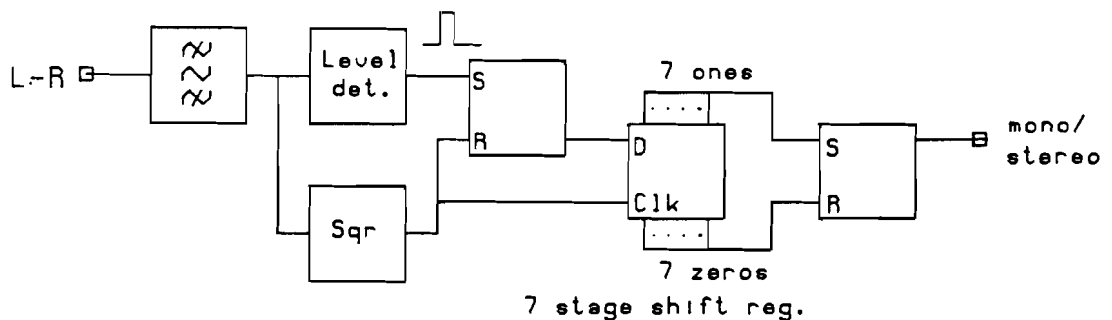 L-R
Level
det.
Sqr
S
R
7 ones
D
Clk
7 zeros
7 stage shift reg.
S
R
mono/
stereo